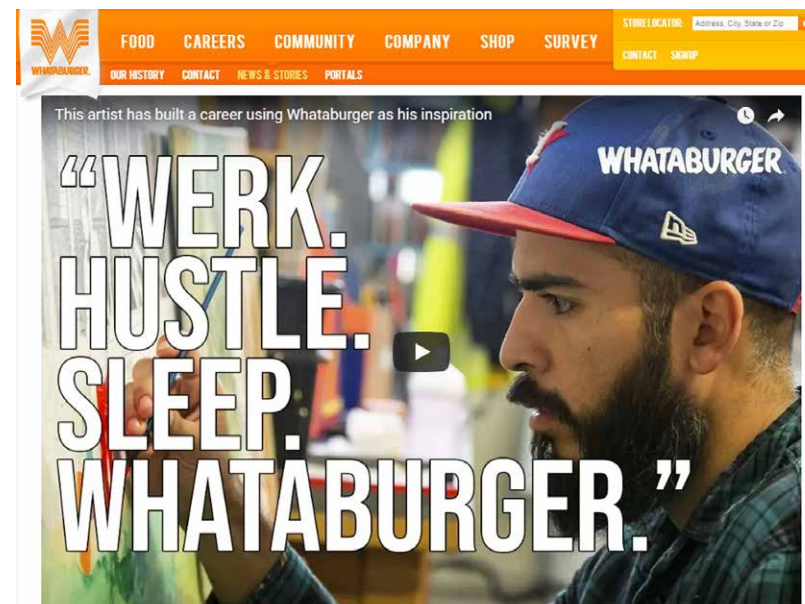 WHATABURGER
FOOD CAREERS COMMUNITY COMPANY SHOP SURVEY
STORE LOCATOR: Address, City, State or Zip
CONTACT SIGNUP
OUR HISTORY CONTACT NEWS & STORIES PORTALS
This artist has built a career using Whataburger as his inspiration
WHATABURGER
“WERK.
HUSTLE.
SLEEP.
WHATABURGER.”